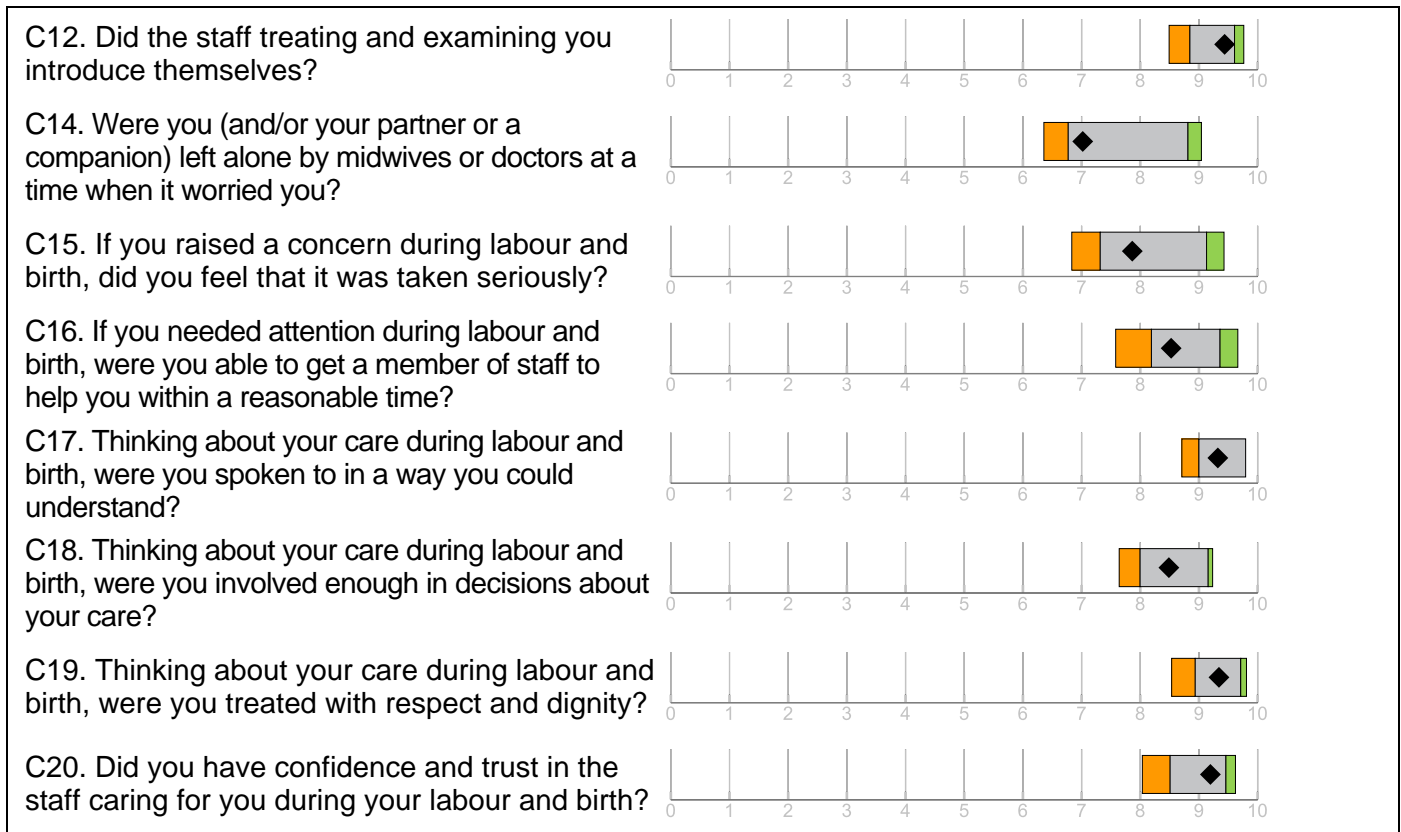 C12. Did the staff treating and examining you
introduce themselves?
0 1 2 3 4 5 6 7 8 9 10
C14. Were you (and/or your partner or a
companion) left alone by midwives or doctors at a
time when it worried you?
0 1 2 3 4 5 6 7 8 9 10
C15. If you raised a concern during labour and
birth, did you feel that it was taken seriously?
0 1 2 3 4 5 6 7 8 9 10
C16. If you needed attention during labour and
birth, were you able to get a member of staff to
help you within a reasonable time?
0 1 2 3 4 5 6 7 8 9 10
C17. Thinking about your care during labour and
birth, were you spoken to in a way you could
understand?
0 1 2 3 4 5 6 7 8 9 10
C18. Thinking about your care during labour and
birth, were you involved enough in decisions about
your care?
0 1 2 3 4 5 6 7 8 9 10
C19. Thinking about your care during labour and
birth, were you treated with respect and dignity?
0 1 2 3 4 5 6 7 8 9 10
C20. Did you have confidence and trust in the
staff caring for you during your labour and birth?
0 1 2 3 4 5 6 7 8 9 10